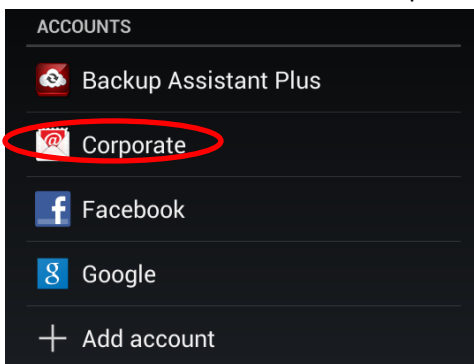 ACCOUNTS
Backup Assistant Plus
Corporate
Facebook
Google
Add account